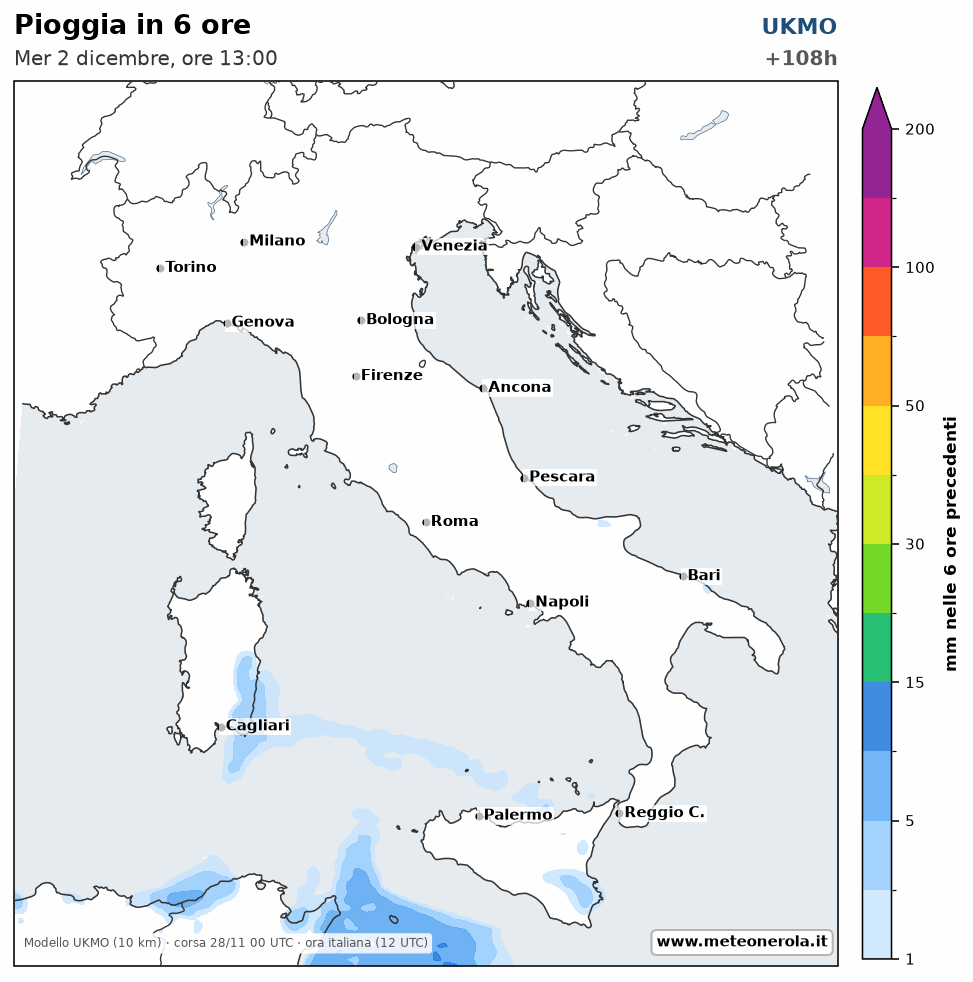 Pioggia in 6 ore
UKMO
Mer 2 dicembre, ore 13:00
+108h
Milano
Venezia
Torino
Genova
Bologna
Firenze
Ancona
Pescara
Roma
Bari
Napoli
Cagliari
Palermo
Reggio C.
200
100
50
30
15
5
1
mm nelle 6 ore precedenti
Modello UKMO (10 km) · corsa 28/11 00 UTC · ora italiana (12 UTC)
www.meteonerola.it